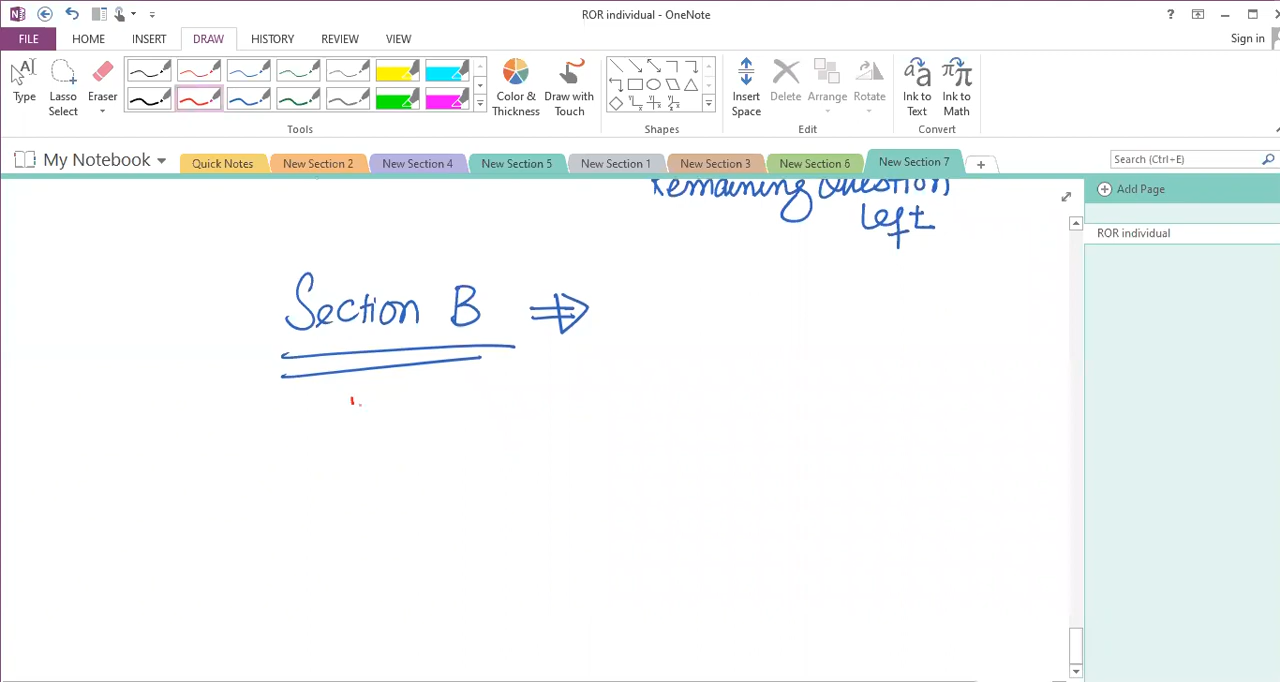 ROR individual - OneNote
?
Sign in
FILE HOME INSERT DRAW HISTORY REVIEW VIEW
Type Lasso Select Eraser Color & Thickness Draw with Touch Insert Space Delete Arrange Rotate Ink to Text Ink to Math
Tools Shapes Edit Convert
My Notebook Quick Notes New Section 2 New Section 4 New Section 5 New Section 1 New Section 3 New Section 6 New Section 7 Search (Ctrl+E)
Add Page
ROR individual
Remaining Question
left
Section B ⇒